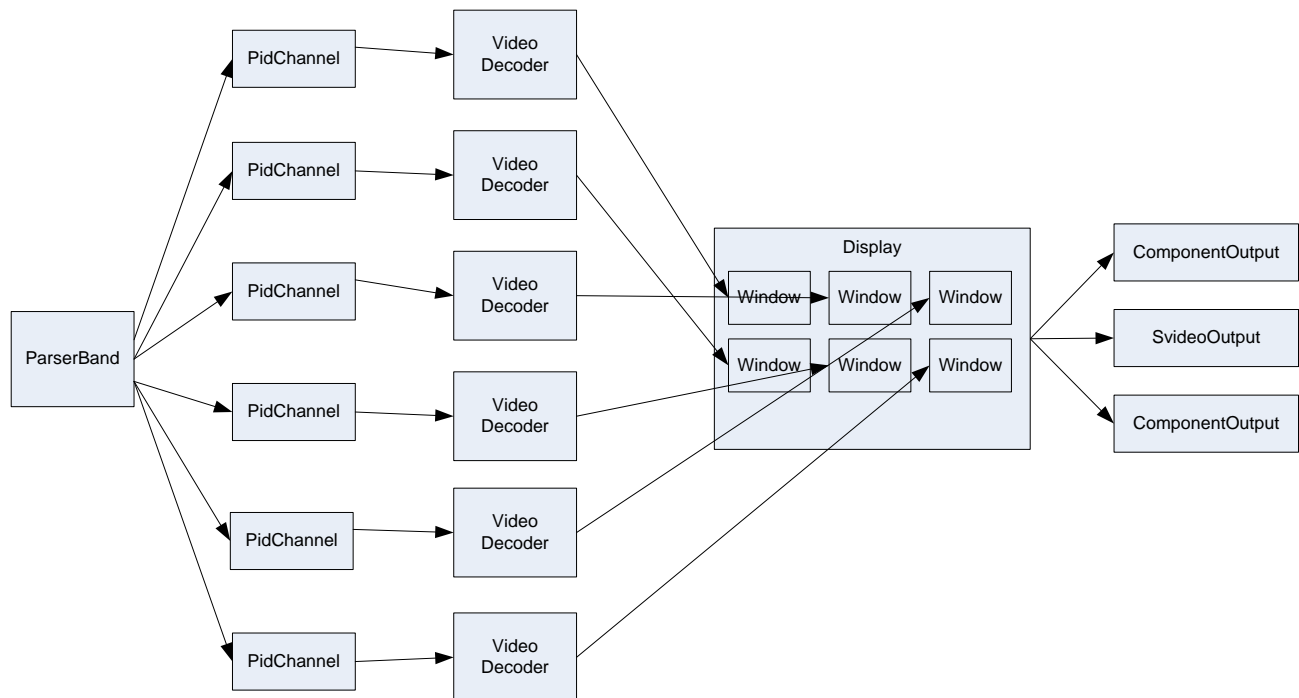 ParserBand
PidChannel
PidChannel
PidChannel
PidChannel
PidChannel
PidChannel
Video
Decoder
Video
Decoder
Video
Decoder
Video
Decoder
Video
Decoder
Video
Decoder
Display
Window Window Window
Window Window Window
ComponentOutput
SvideoOutput
ComponentOutput